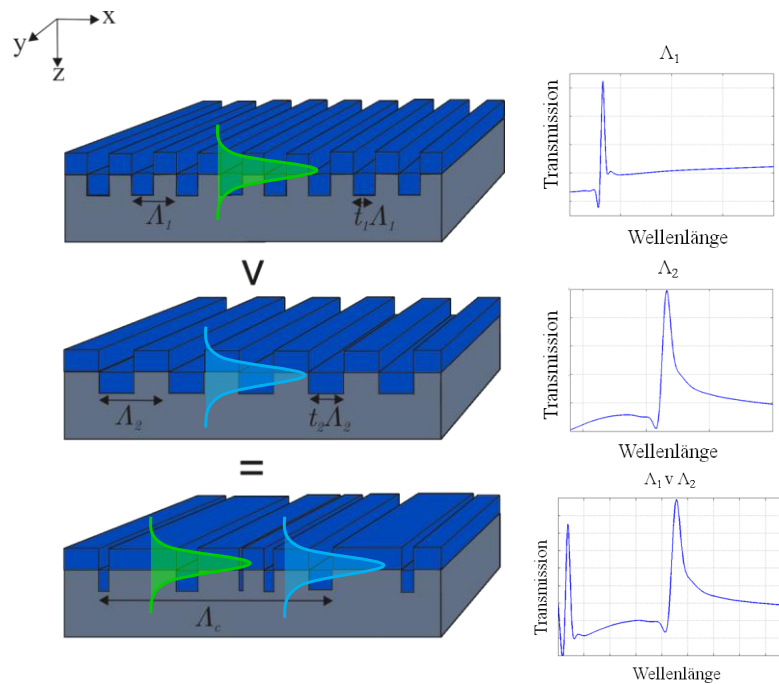 x
y
z
Λ₁
Transmission
Wellenlänge
Λ₁
t₁Λ₁
v
Λ₂
Transmission
Wellenlänge
Λ₂
t₂Λ₂
=
Λ₁ v Λ₂
Transmission
Wellenlänge
Λc